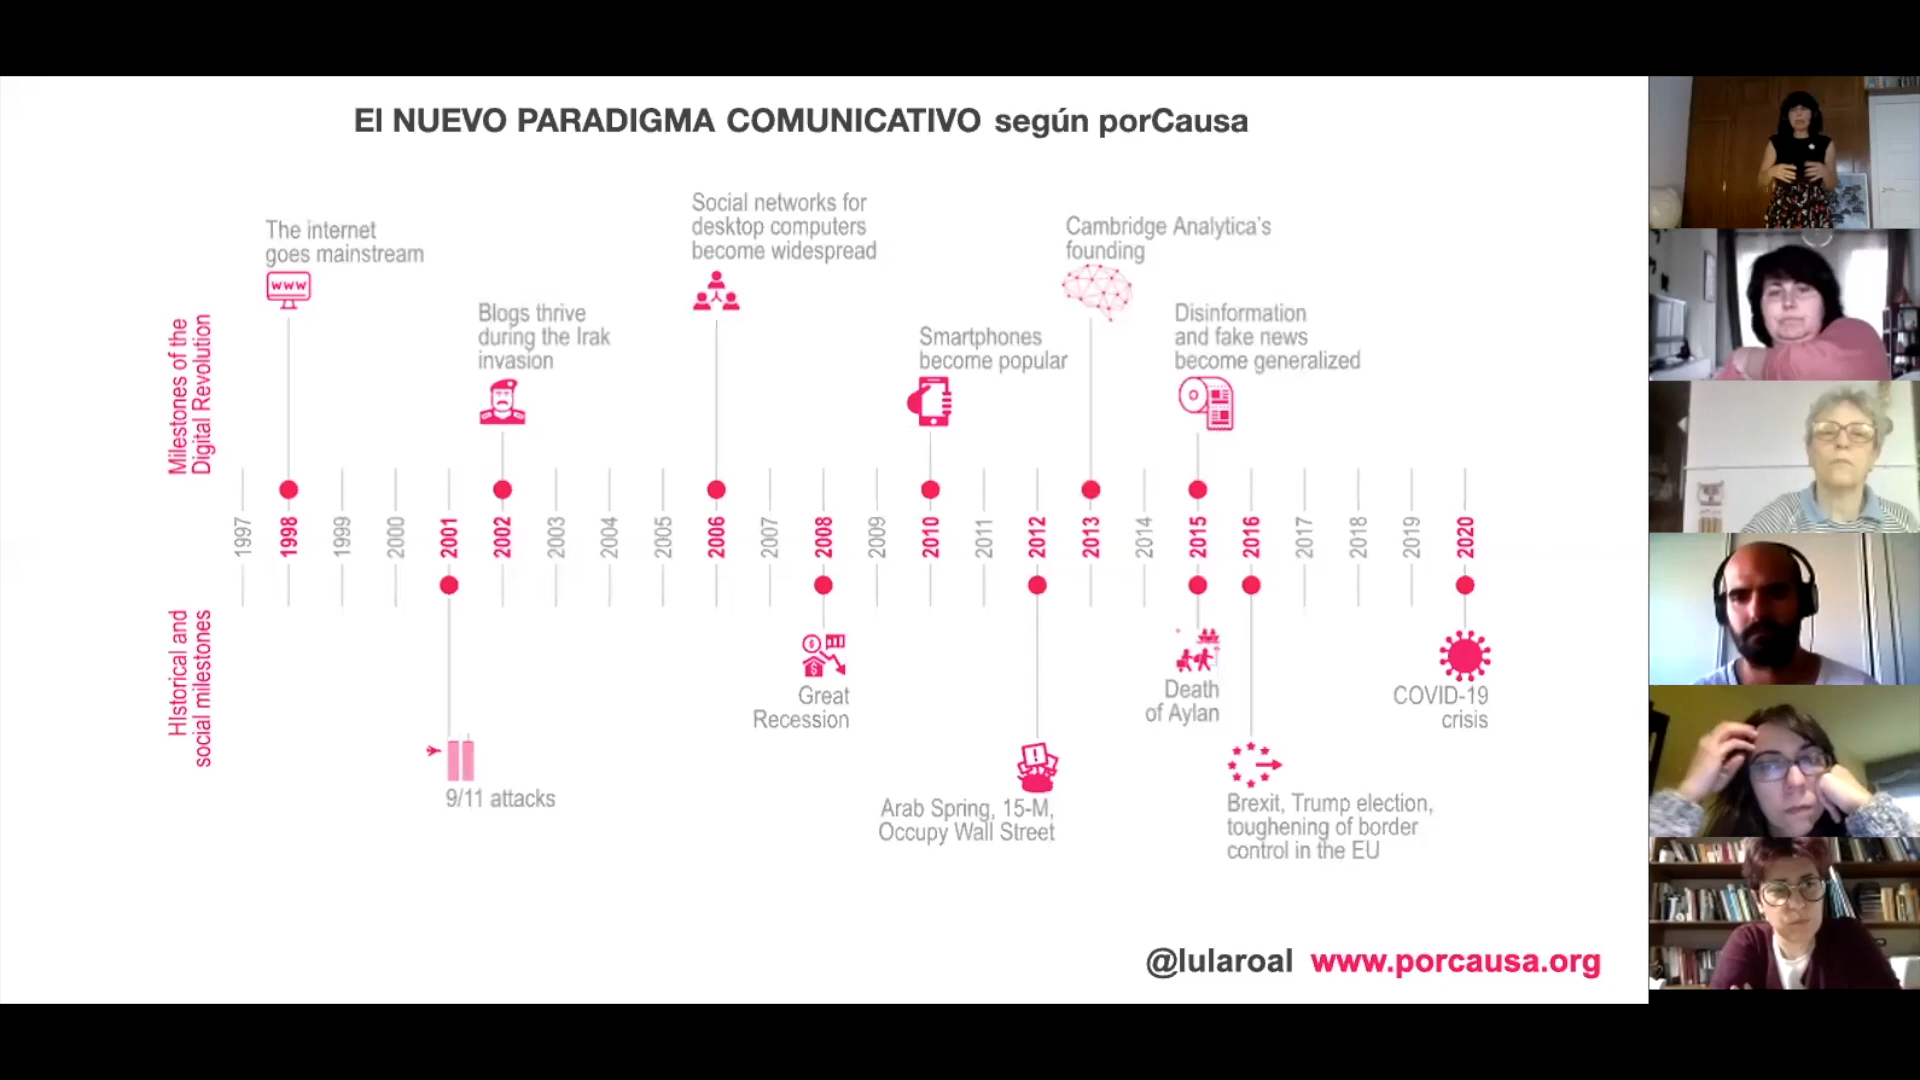 El NUEVO PARADIGMA COMUNICATIVO según porCausa
Milestones of the
Digital Revolution
The internet
goes mainstream
www
Blogs thrive
during the Irak
invasion
Social networks for
desktop computers
become widespread
Smartphones
become popular
Cambridge Analytica's
founding
Disinformation
and fake news
become generalized
1997
1998
1999
2000
2001
2002
2003
2004
2005
2006
2007
2008
2009
2010
2011
2012
2013
2014
2015
2016
2017
2018
2019
2020
HIstorical and
social milestones
9/11 attacks
Great
Recession
Arab Spring, 15-M,
Occupy Wall Street
Death
of Aylan
Brexit, Trump election,
toughening of border
control in the EU
COVID-19
crisis
@lularoal www.porcausa.org